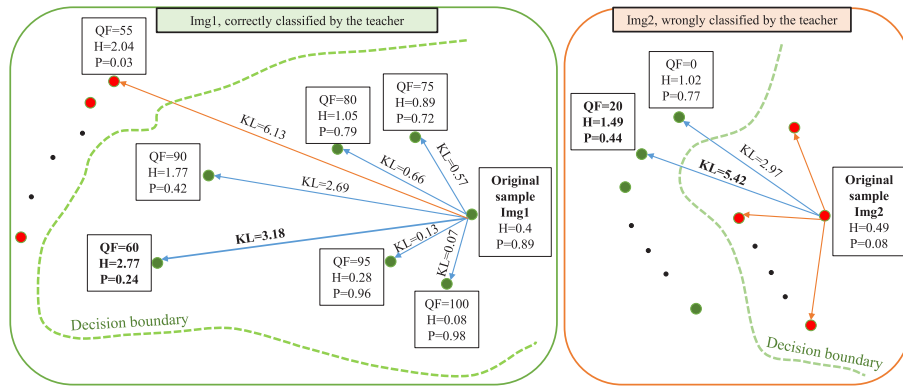 Img1, correctly classified by the teacher
QF=55
H=2.04
P=0.03
QF=80
H=1.05
P=0.79
QF=75
H=0.89
P=0.72
KL=6.13
QF=90
H=1.77
P=0.42
KL=2.69
KL=0.66
KL=0.57
Original
sample
Img1
H=0.4
P=0.89
QF=60
H=2.77
P=0.24
KL=3.18
KL=0.13
KL=0.07
QF=95
H=0.28
P=0.96
QF=100
H=0.08
P=0.98
Decision boundary
Img2, wrongly classified by the teacher
QF=0
H=1.02
P=0.77
QF=20
H=1.49
P=0.44
KL=2.97
KL=5.42
Original
sample
Img2
H=0.49
P=0.08
Decision boundary